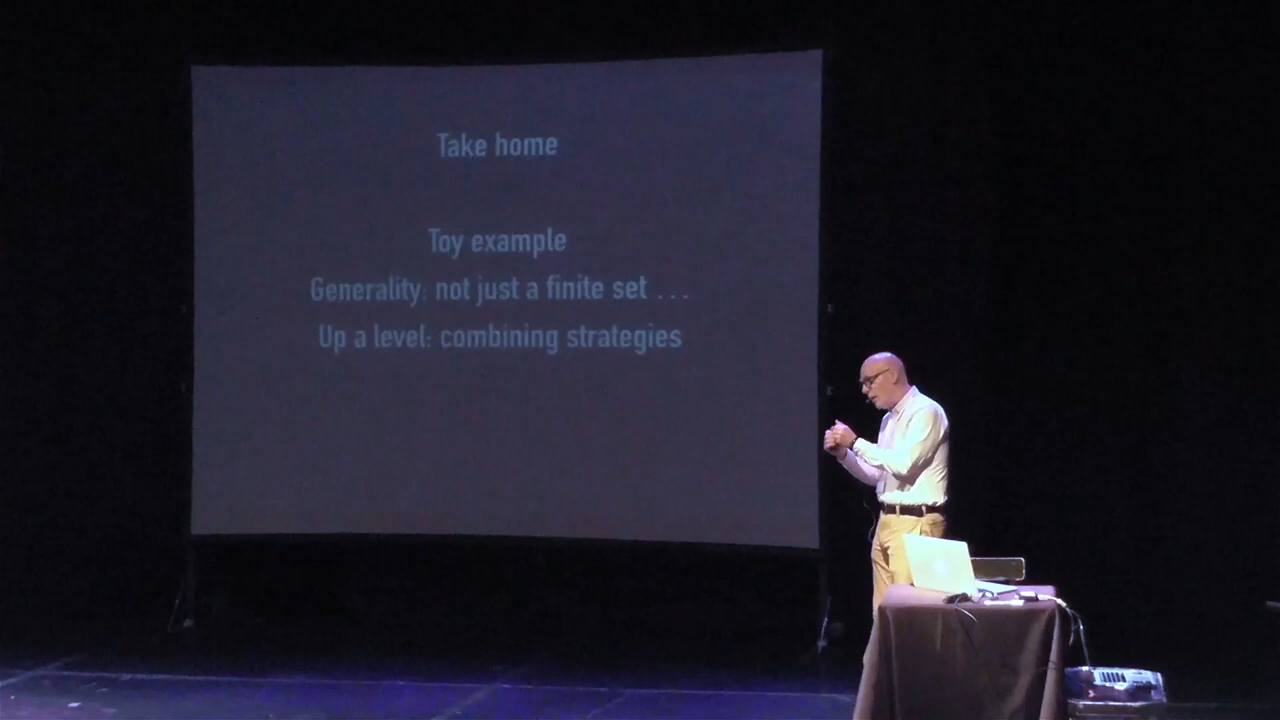 Take home
Toy example
Generality: not just a finite set . . .
Up a level: combining strategies